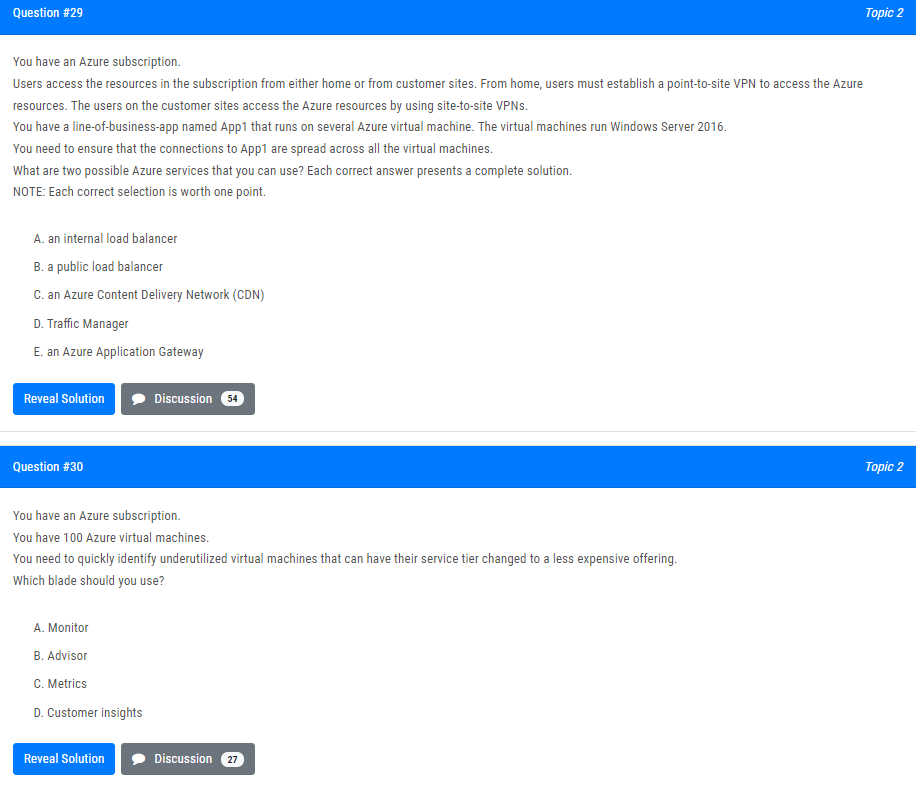 Question #29
Topic 2
You have an Azure subscription.
Users access the resources in the subscription from either home or from customer sites. From home, users must establish a point-to-site VPN to access the Azure
resources. The users on the customer sites access the Azure resources by using site-to-site VPNs.
You have a line-of-business-app named App1 that runs on several Azure virtual machine. The virtual machines run Windows Server 2016.
You need to ensure that the connections to App1 are spread across all the virtual machines.
What are two possible Azure services that you can use? Each correct answer presents a complete solution.
NOTE: Each correct selection is worth one point.
A. an internal load balancer
B. a public load balancer
C. an Azure Content Delivery Network (CDN)
D. Traffic Manager
E. an Azure Application Gateway
Reveal Solution
Discussion 54
Question #30
Topic 2
You have an Azure subscription.
You have 100 Azure virtual machines.
You need to quickly identify underutilized virtual machines that can have their service tier changed to a less expensive offering.
Which blade should you use?
A. Monitor
B. Advisor
C. Metrics
D. Customer insights
Reveal Solution
Discussion 27